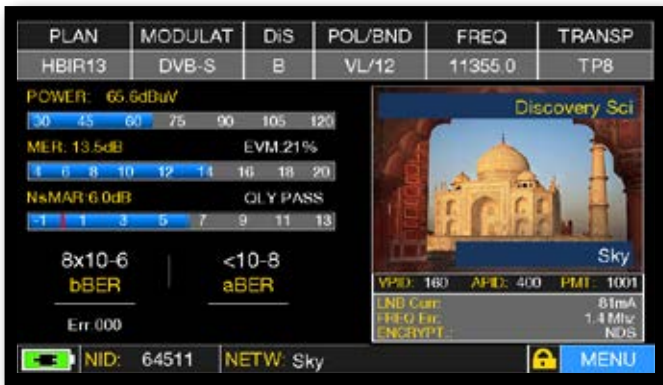 PLAN MODULAT DiS POL/BND FREQ TRANSP
HBIR13 DVB-S B VL/12 11355.0 TP8
POWER: 65.6dBuV
30 45 60 75 90 105 120
MER: 13.5dB EVM:21%
4 6 8 10 12 14 16 18 20
NsMAR:6.0dB QLY PASS
-1 1 3 5 7 9 11 13
8x10-6 <10-8
bBER aBER
Err:000
Discovery Sci
Sky
VPID: 160 APID: 400 PMT: 1001
LNB Curr: 81mA
FREQ Err: 1.4 Mhz
ENCRYPT.: NDS
NID: 64511 NETW: Sky MENU